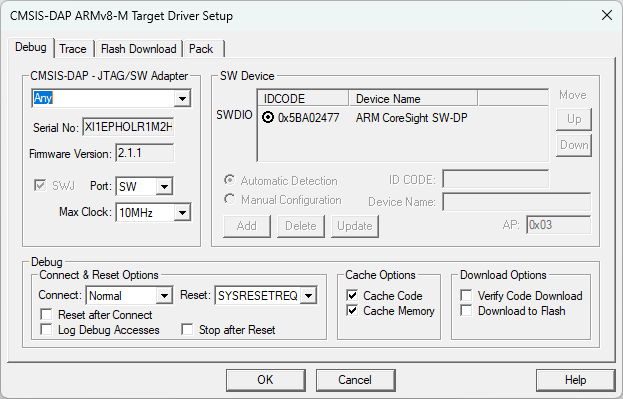 CMSIS-DAP ARMv8-M Target Driver Setup
Debug Trace Flash Download Pack
CMSIS-DAP - JTAG/SW Adapter
Any
Serial No: XI1EPHOLR1M2H
Firmware Version: 2.1.1
SWJ Port: SW
Max Clock: 10MHz
SW Device
IDCODE Device Name Move
SWDIO 0x5BA02477 ARM CoreSight SW-DP Up
Down
Automatic Detection ID CODE:
Manual Configuration Device Name:
Add Delete Update AP: 0x03
Debug
Connect & Reset Options
Connect: Normal Reset: SYSRESETREQ
Reset after Connect
Log Debug Accesses Stop after Reset
Cache Options
Cache Code
Cache Memory
Download Options
Verify Code Download
Download to Flash
OK Cancel Help